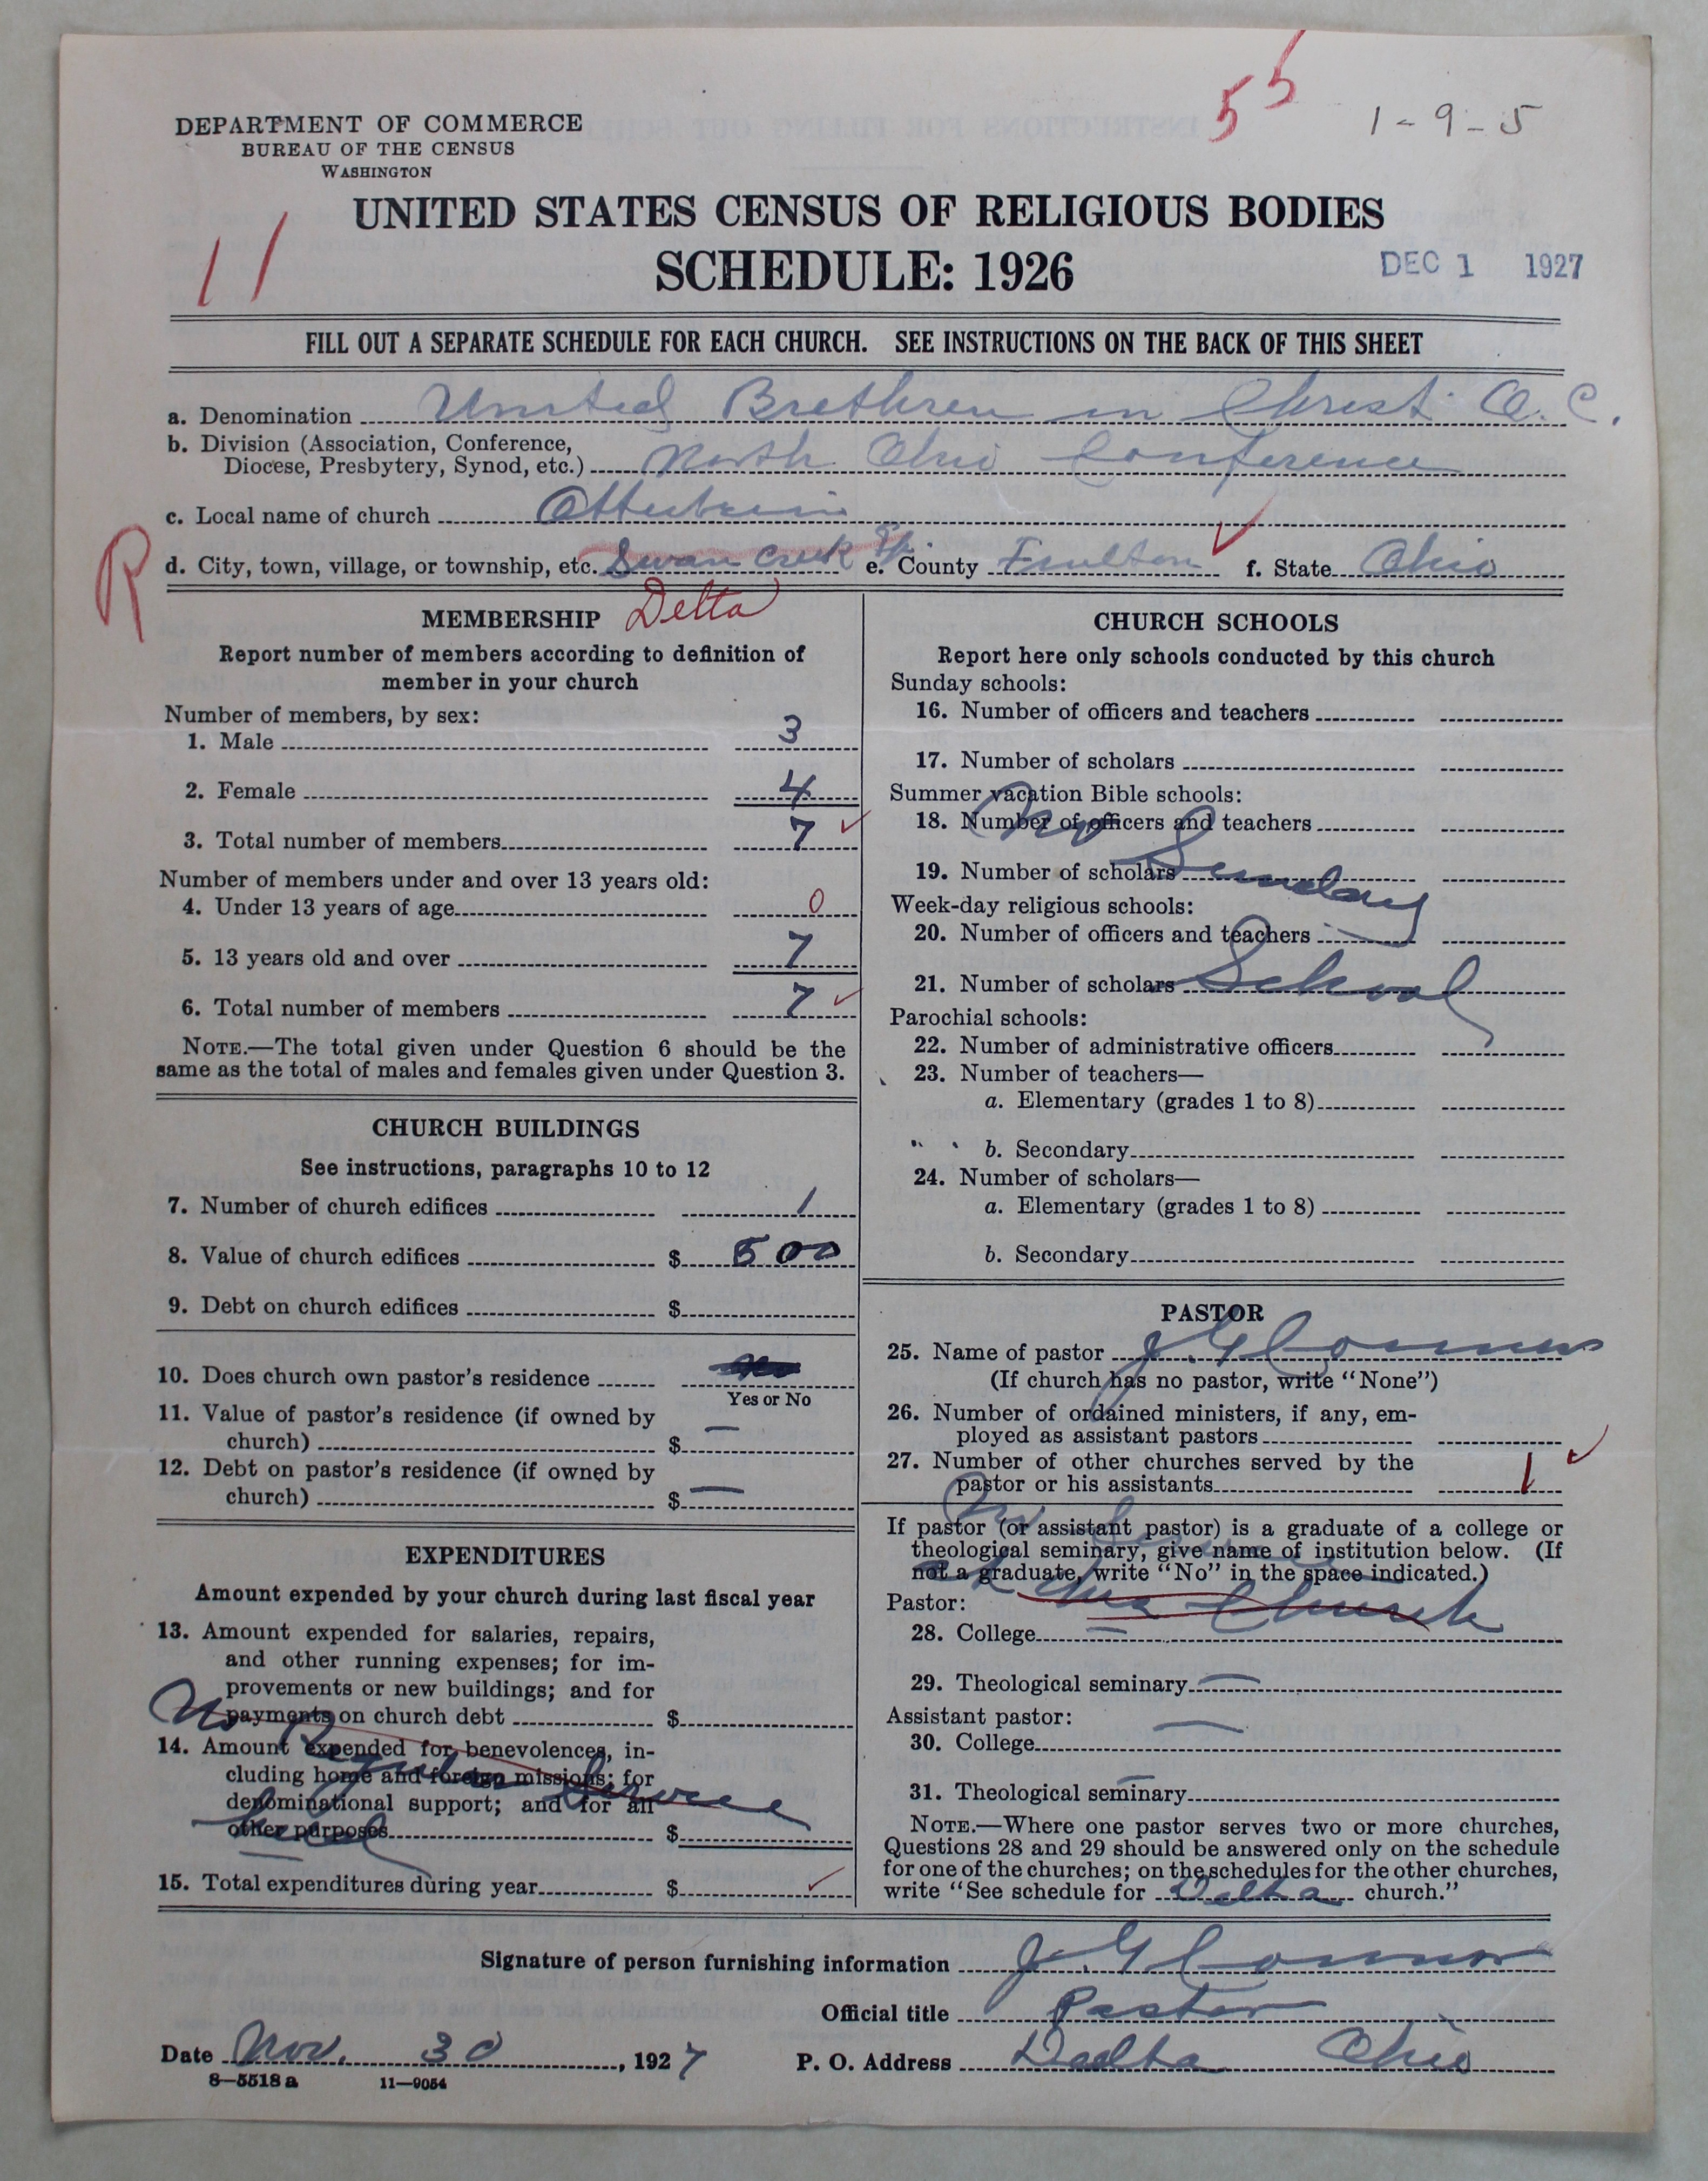 55
1-9-5
DEPARTMENT OF COMMERCE
BUREAU OF THE CENSUS
WASHINGTON
UNITED STATES CENSUS OF RELIGIOUS BODIES
11
SCHEDULE: 1926
DEC 1 1927
FILL OUT A SEPARATE SCHEDULE FOR EACH CHURCH. SEE INSTRUCTIONS ON THE BACK OF THIS SHEET
a. Denomination United Brethren in Christ O.C.
b. Division (Association, Conference,
Diocese, Presbytery, Synod, etc.) North Ohio Conference
c. Local name of church Otterbein
R
d. City, town, village, or township, etc. Swan Creek Tp. e. County Fulton f. State Ohio
MEMBERSHIP Delta
Report number of members according to definition of
member in your church
Number of members, by sex:
1. Male 3
2. Female 4
3. Total number of members 7
Number of members under and over 13 years old:
4. Under 13 years of age 0
5. 13 years old and over 7
6. Total number of members 7
NOTE.—The total given under Question 6 should be the
same as the total of males and females given under Question 3.
CHURCH BUILDINGS
See instructions, paragraphs 10 to 12
7. Number of church edifices 1
8. Value of church edifices $ 500
9. Debt on church edifices $
10. Does church own pastor's residence No
Yes or No
11. Value of pastor's residence (if owned by
church) $ —
12. Debt on pastor's residence (if owned by
church) $ —
EXPENDITURES
Amount expended by your church during last fiscal year
13. Amount expended for salaries, repairs,
and other running expenses; for im-
provements or new buildings; and for
payments on church debt $
No Regular Service
14. Amount expended for benevolences, in-
cluding home and foreign missions; for
denominational support; and for all
other purposes $
15. Total expenditures during year $
CHURCH SCHOOLS
Report here only schools conducted by this church
Sunday schools:
16. Number of officers and teachers
17. Number of scholars
Summer vacation Bible schools:
18. Number of officers and teachers
19. Number of scholars
No Sunday School
Week-day religious schools:
20. Number of officers and teachers
21. Number of scholars
Parochial schools:
22. Number of administrative officers
23. Number of teachers—
a. Elementary (grades 1 to 8)
b. Secondary
24. Number of scholars—
a. Elementary (grades 1 to 8)
b. Secondary
PASTOR
25. Name of pastor J. G. Connor
(If church has no pastor, write "None")
26. Number of ordained ministers, if any, em-
ployed as assistant pastors
27. Number of other churches served by the
pastor or his assistants 1
No Service at this Church
If pastor (or assistant pastor) is a graduate of a college or
theological seminary, give name of institution below. (If
not a graduate, write "No" in the space indicated.)
Pastor:
28. College —
29. Theological seminary —
Assistant pastor:
30. College —
31. Theological seminary —
NOTE.—Where one pastor serves two or more churches,
Questions 28 and 29 should be answered only on the schedule
for one of the churches; on the schedules for the other churches,
write "See schedule for Delta church."
Signature of person furnishing information J. G. Connor
Official title Pastor
Date Nov. 30, 1927 P. O. Address Delta Ohio
8—5518 a 11—9054